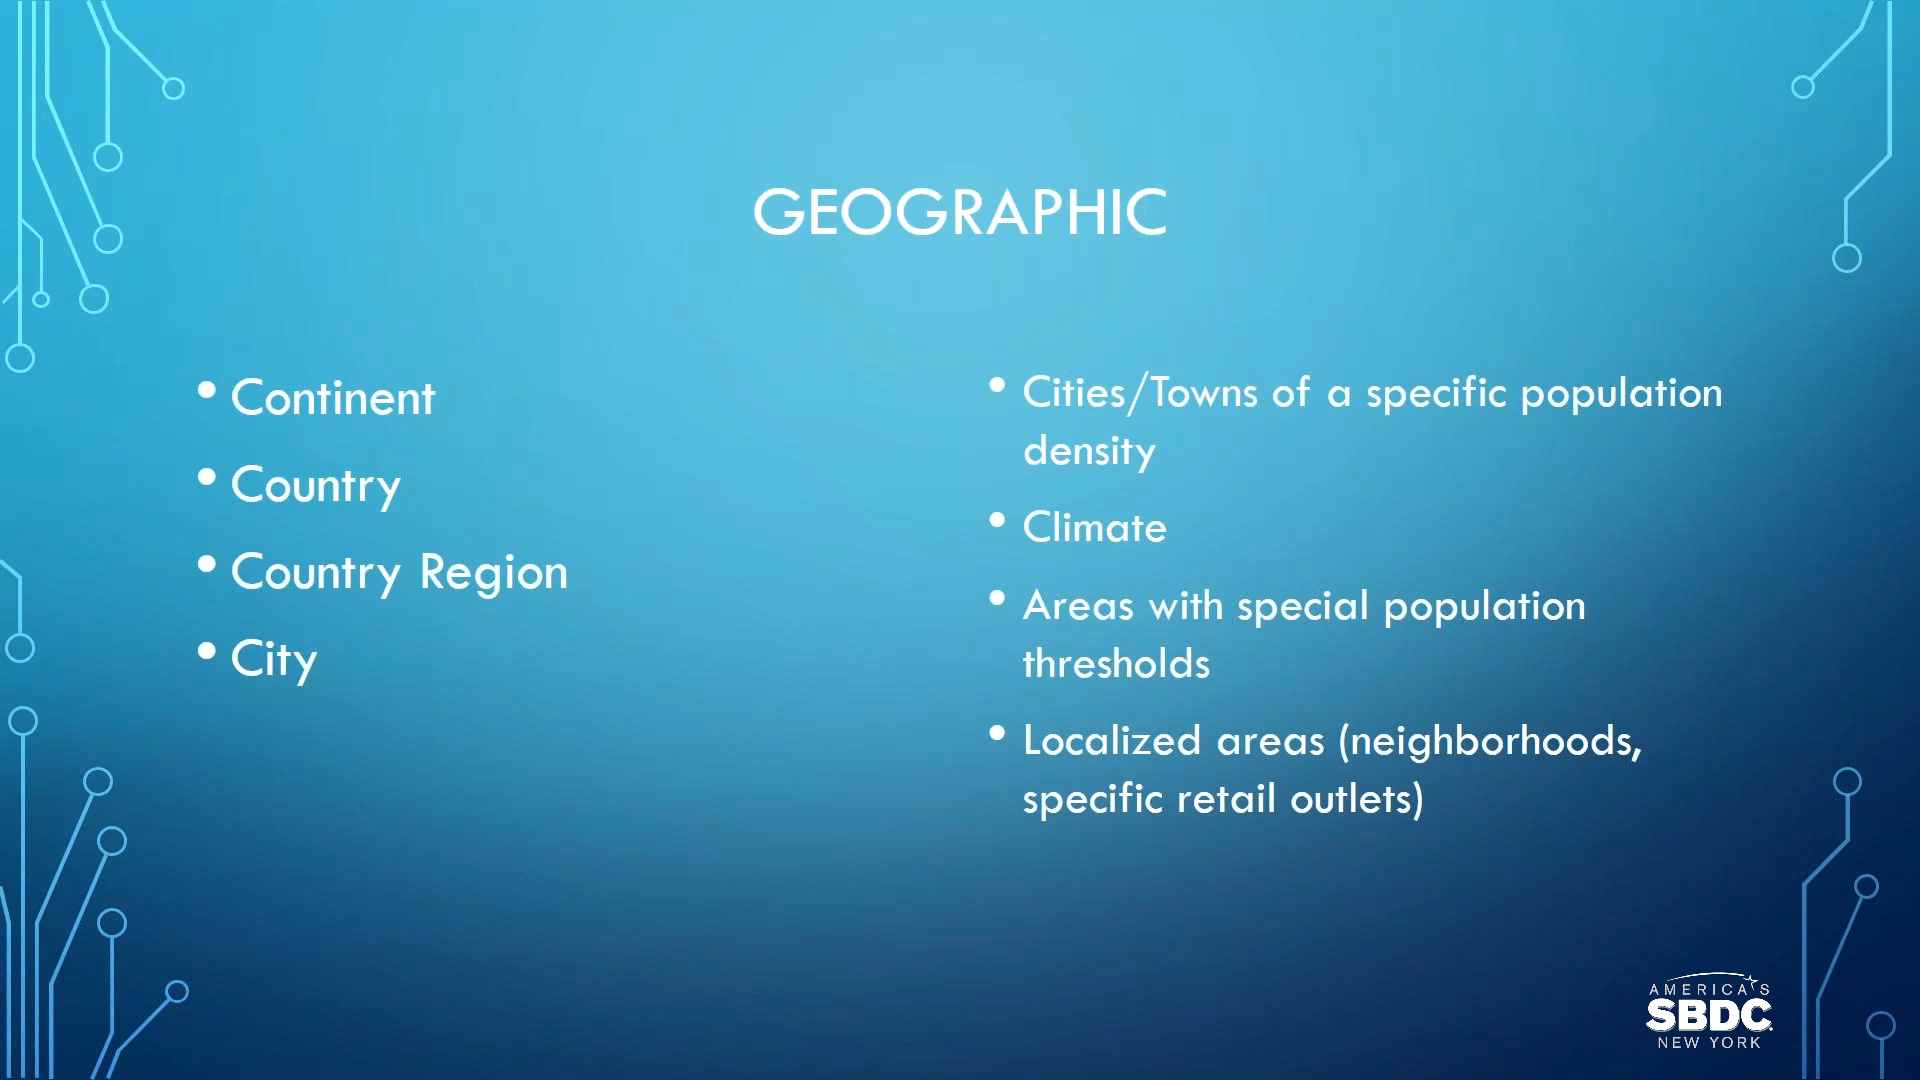 GEOGRAPHIC
• Continent
• Country
• Country Region
• City
• Cities/Towns of a specific population
density
• Climate
• Areas with special population
thresholds
• Localized areas (neighborhoods,
specific retail outlets)
AMERICA'S
SBDC
NEW YORK